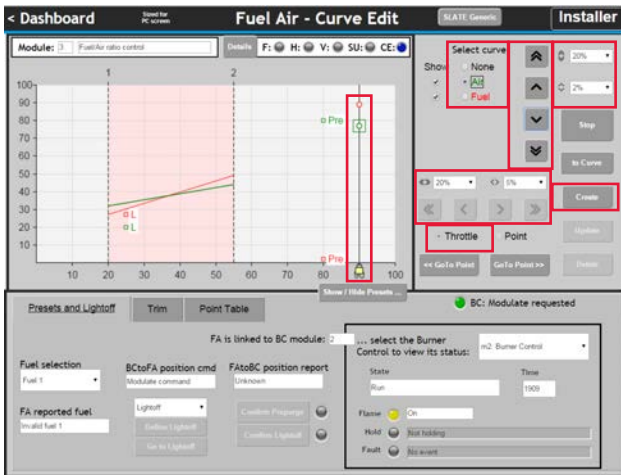 < Dashboard
Sized for
PC screen
Fuel Air - Curve Edit
SLATE Generic
Installer
Module: 3 Fuel/Air ratio control
Details
F: H: V: SU: CE:
Select curve
Show
None
Air
Fuel
20%
2%
Stop
to Curve
Create
Update
Delete
20%
5%
Throttle
Point
<< GoTo Point
GoTo Point >>
1
2
100
90
80
70
60
50
40
30
20
10
10 20 30 40 50 60 70 80 90 100
Pre
L
L
Pre
Show / Hide Presets ...
Presets and Lightoff
Trim
Point Table
BC: Modulate requested
FA is linked to BC module: 2
... select the Burner
Control to view its status:
m2: Burner Control
Fuel selection
Fuel 1
BCtoFA position cmd
Modulate command
FAtoBC position report
Unknown
FA reported fuel
Invalid fuel 1
Lightoff
Define Lightoff
Go to Lightoff
Confirm Prepurge
Confirm Lightoff
State
Run
Time
1909
Flame
On
Hold
Not holding
Fault
No event